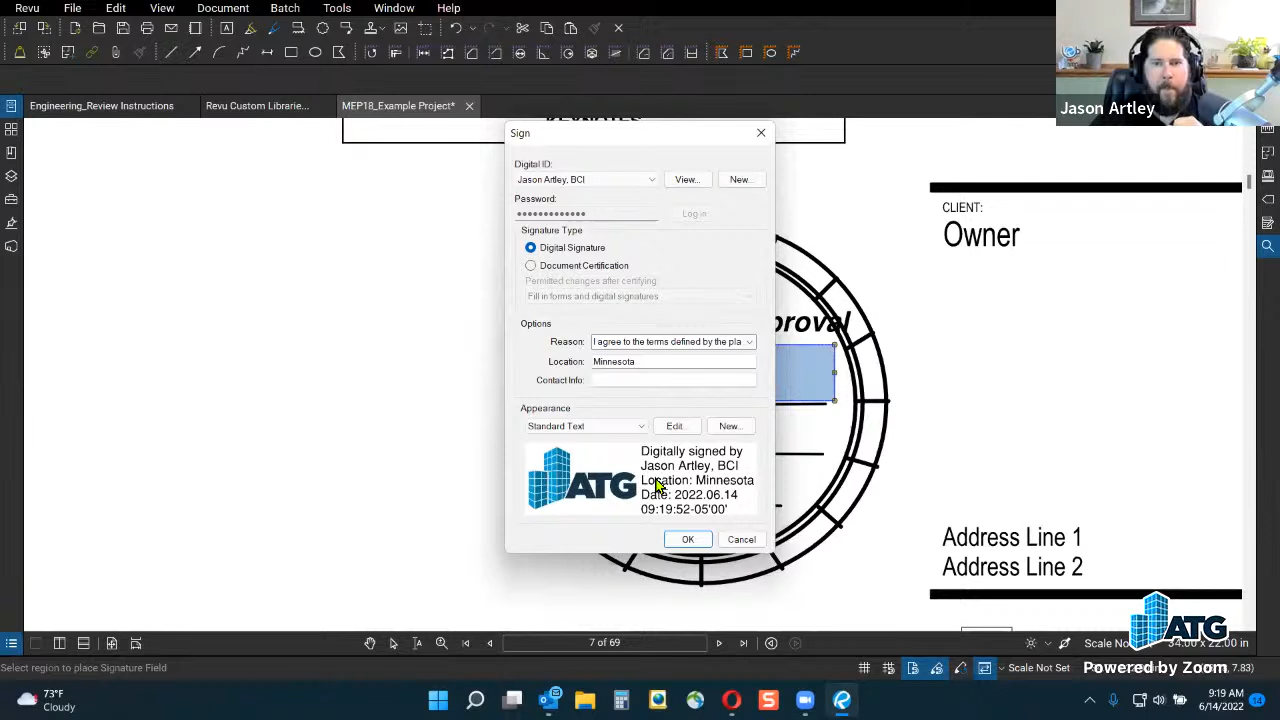 Revu File Edit View Document Batch Tools Window Help
Engineering_Review Instructions
Revu Custom Librarie...
MEP18_Example Project*
Jason Artley
Sign
Digital ID:
Jason Artley, BCI
View...
New...
Password:
Log in
Signature Type
Digital Signature
Document Certification
Permitted changes after certifying
Fill in forms and digital signatures
Options
Reason: I agree to the terms defined by the pla
Location: Minnesota
Contact Info:
Appearance
Standard Text
Edit...
New...
ATG
Digitally signed by
Jason Artley, BCI
Location: Minnesota
Date: 2022.06.14
09:19:52-05'00'
OK
Cancel
CLIENT:
Owner
Address Line 1
Address Line 2
ATG
7 of 69
34.00 x 22.00 in
Select region to place Signature Field
Scale Not Set
Powered by Zoom
73°F
Cloudy
9:19 AM
6/14/2022